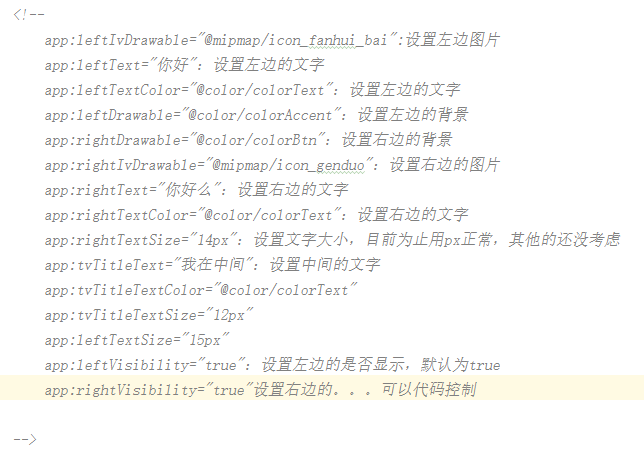 <!--
app:leftIvDrawable="@mipmap/icon_fanhui_bai":设置左边图片
app:leftText="你好"：设置左边的文字
app:leftTextColor="@color/colorText"：设置左边的文字
app:leftDrawable="@color/colorAccent"：设置左边的背景
app:rightDrawable="@color/colorBtn"：设置右边的背景
app:rightIvDrawable="@mipmap/icon_genduo"：设置右边的图片
app:rightText="你好么"：设置右边的文字
app:rightTextColor="@color/colorText"：设置右边的文字
app:rightTextSize="14px"：设置文字大小，目前为止用px正常，其他的还没考虑
app:tvTitleText="我在中间"：设置中间的文字
app:tvTitleTextColor="@color/colorText"
app:tvTitleTextSize="12px"
app:leftTextSize="15px"
app:leftVisibility="true"：设置左边的是否显示，默认为true
app:rightVisibility="true"设置右边的。。。可以代码控制
-->